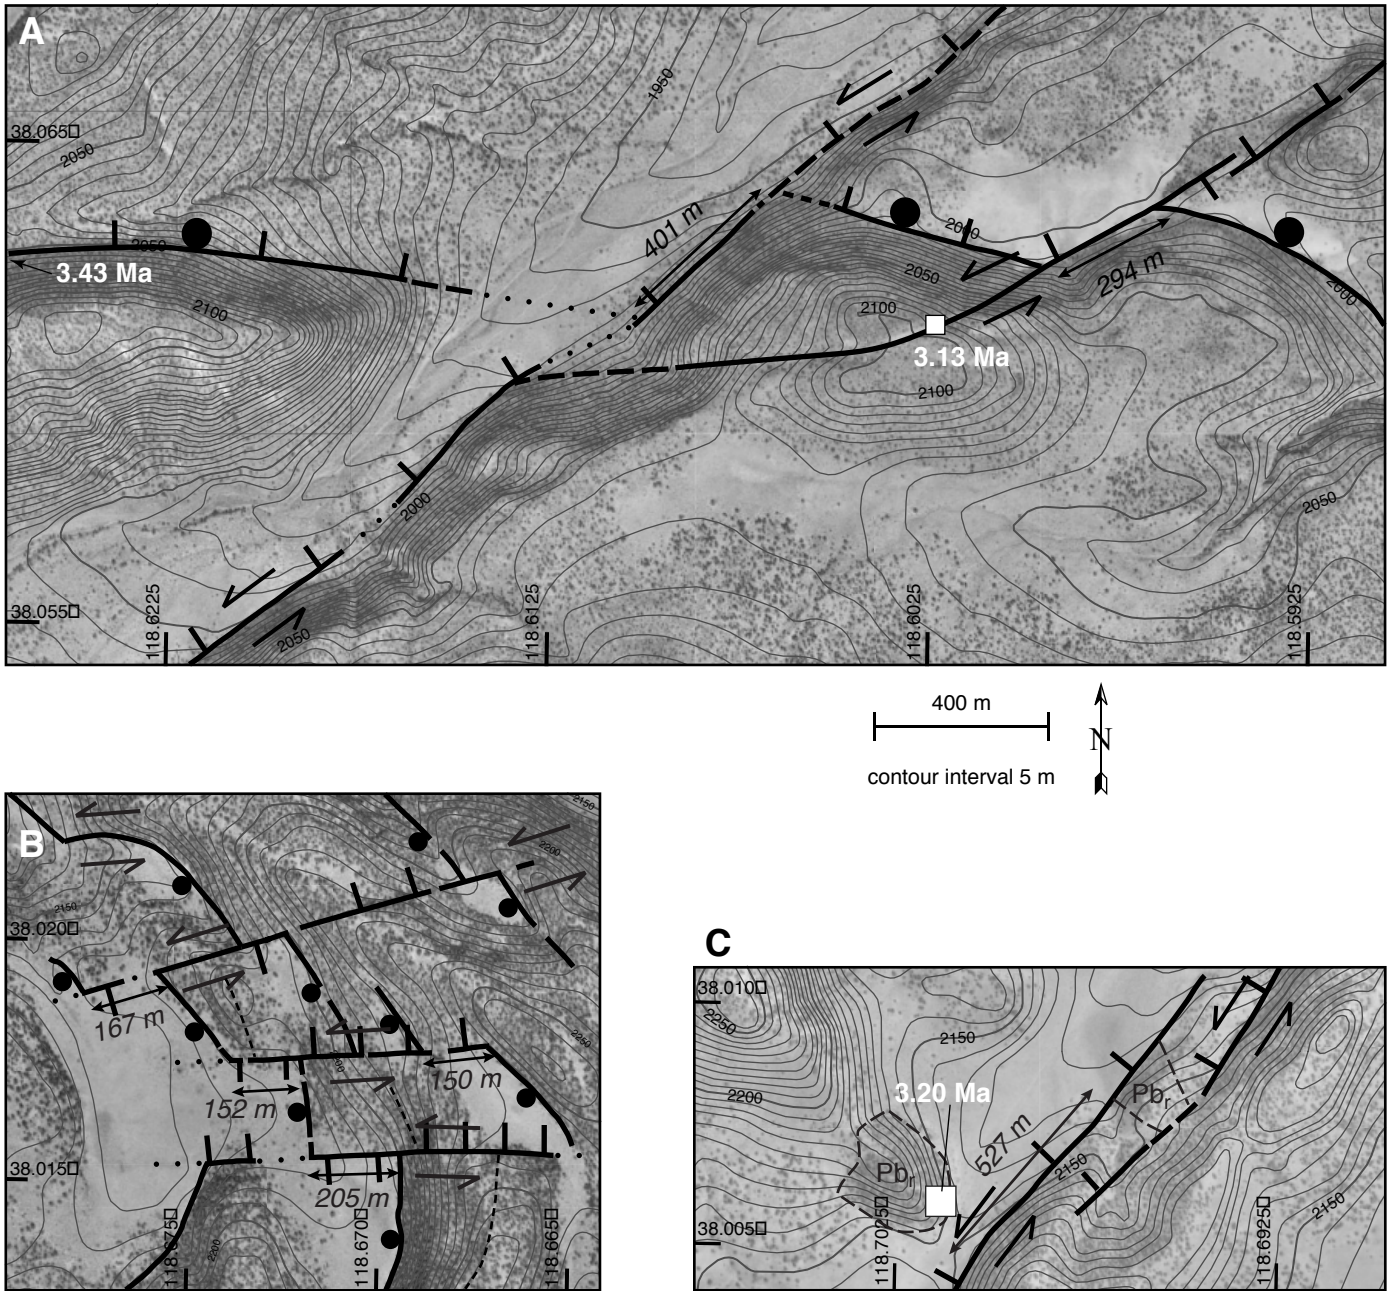 A
1950
38.065□
2050
401 m
2050
2000
3.43 Ma
2050
294 m
2000
2100
2100
3.13 Ma
2100
2000
2050
38.055□
2050
118.6225
118.6125
118.6025
118.5925
400 m
N
contour interval 5 m
B
2150
2200
2150
38.020□
167 m
2250
2200
150 m
152 m
38.015□
205 m
2200
118.675□
118.670□
118.665□
C
38.010□
2250
2150
2200
3.20 Ma
Pbr
527 m
2150
Pbr
2150
38.005□
118.7025□
118.6925□